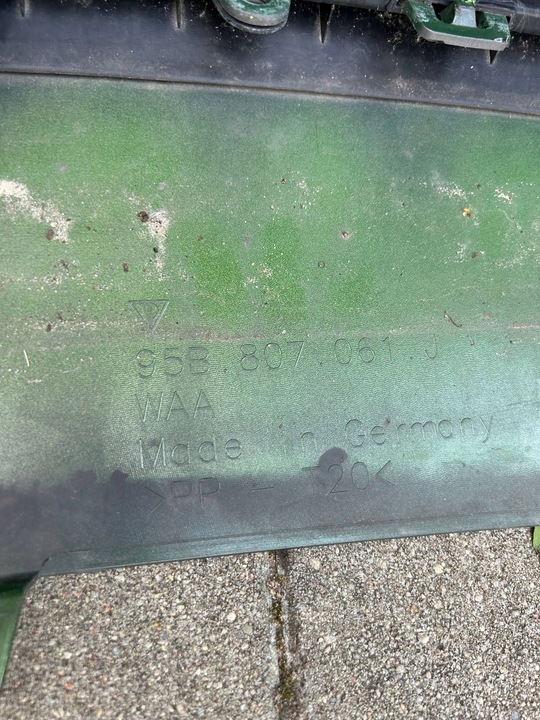 95B.807.061.J
WAA
Made in Germany
>PP - T20<